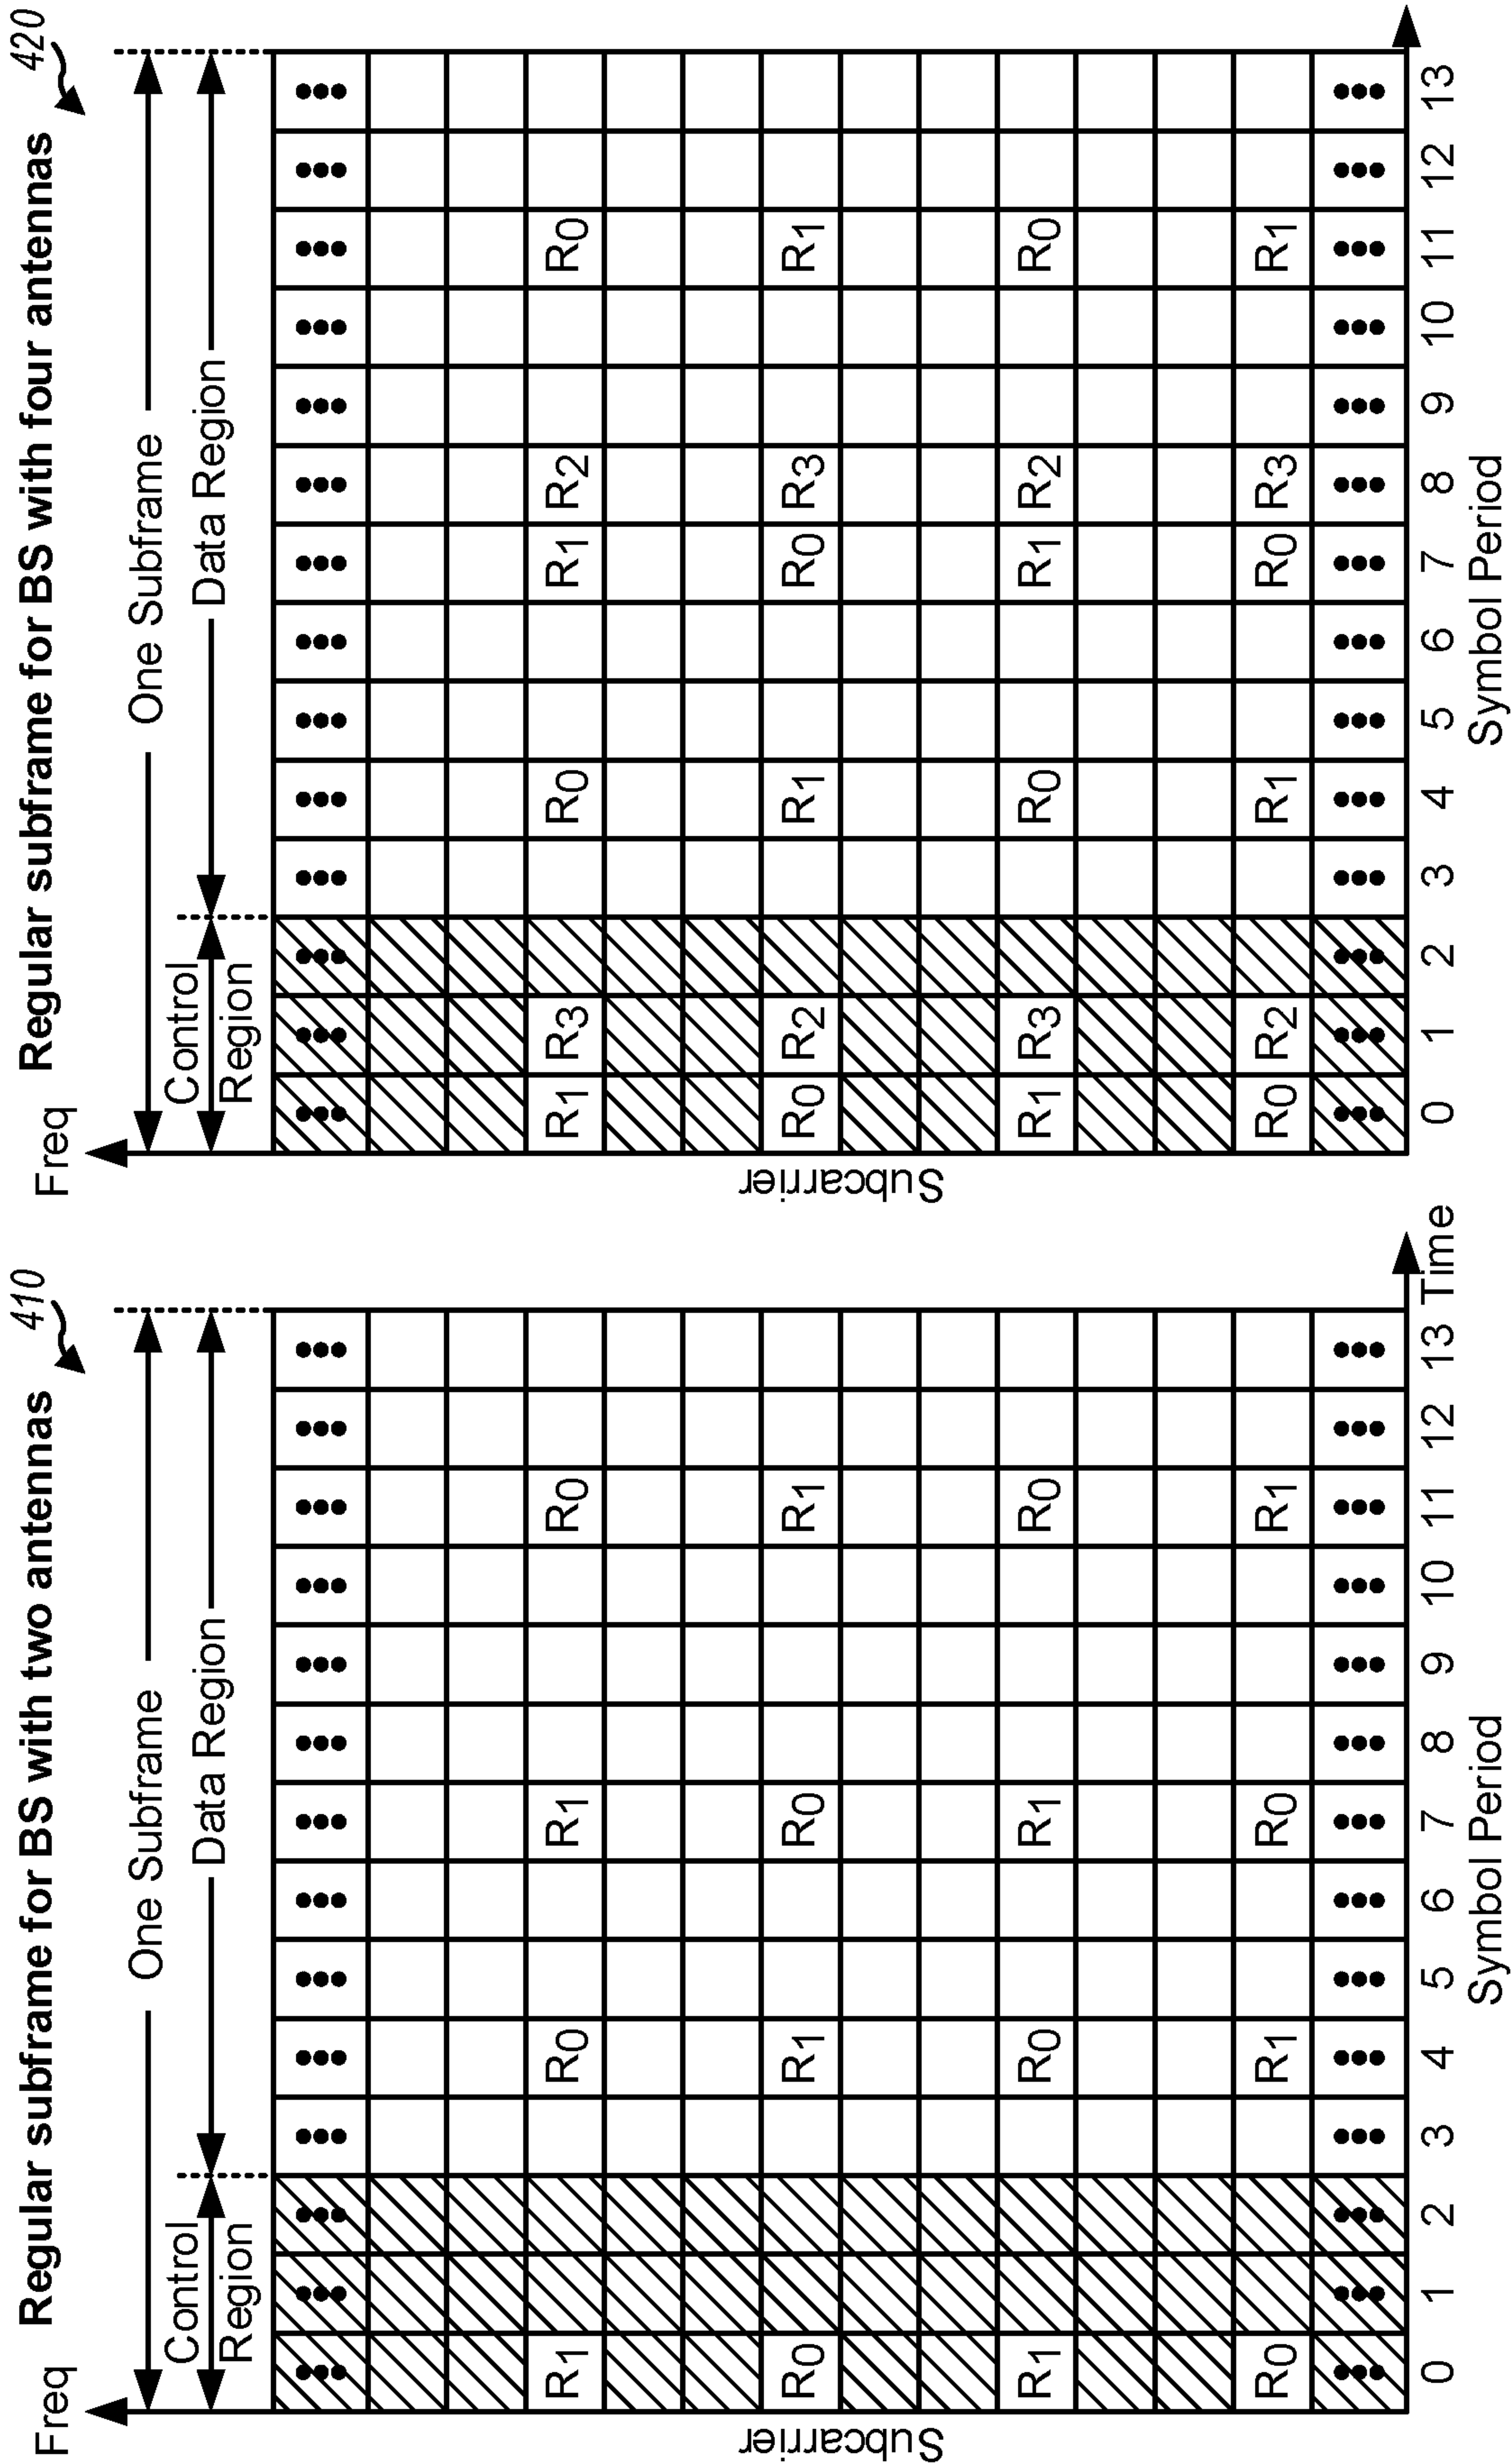 Regular subframe for BS with two antennas
410
Freq
One Subframe
Control
Region
Data Region
Subcarrier
R1 R0 R1 R0
R0 R1 R0 R1
R1 R0 R1 R0
R0 R1 R0 R1
0 1 2 3 4 5 6 7 8 9 10 11 12 13
Time
Symbol Period
Regular subframe for BS with four antennas
420
Freq
One Subframe
Control
Region
Data Region
Subcarrier
R1 R3 R0 R1 R2 R0
R0 R2 R1 R0 R3 R1
R1 R3 R0 R1 R2 R0
R0 R2 R1 R0 R3 R1
0 1 2 3 4 5 6 7 8 9 10 11 12 13
Symbol Period